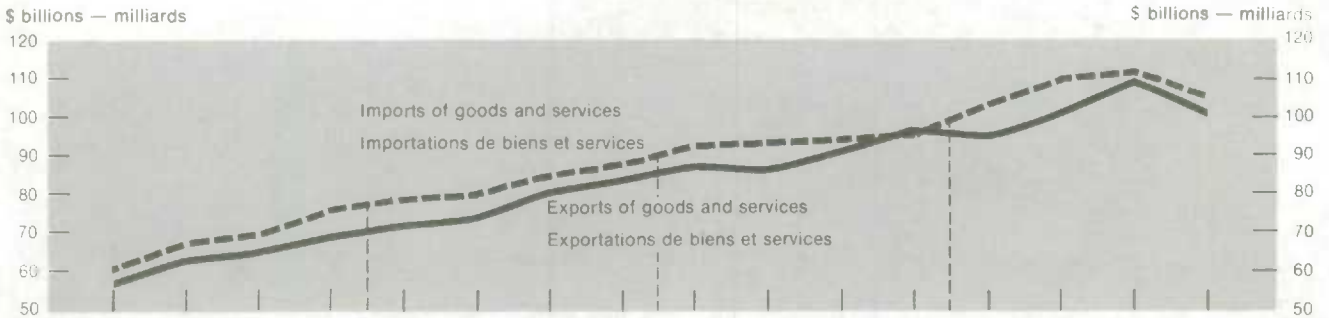 $ billions — milliards
$ billions — milliards
120
120
110
110
100
100
90
90
80
80
70
70
60
60
50
50
Imports of goods and services
Importations de biens et services
Exports of goods and services
Exportations de biens et services